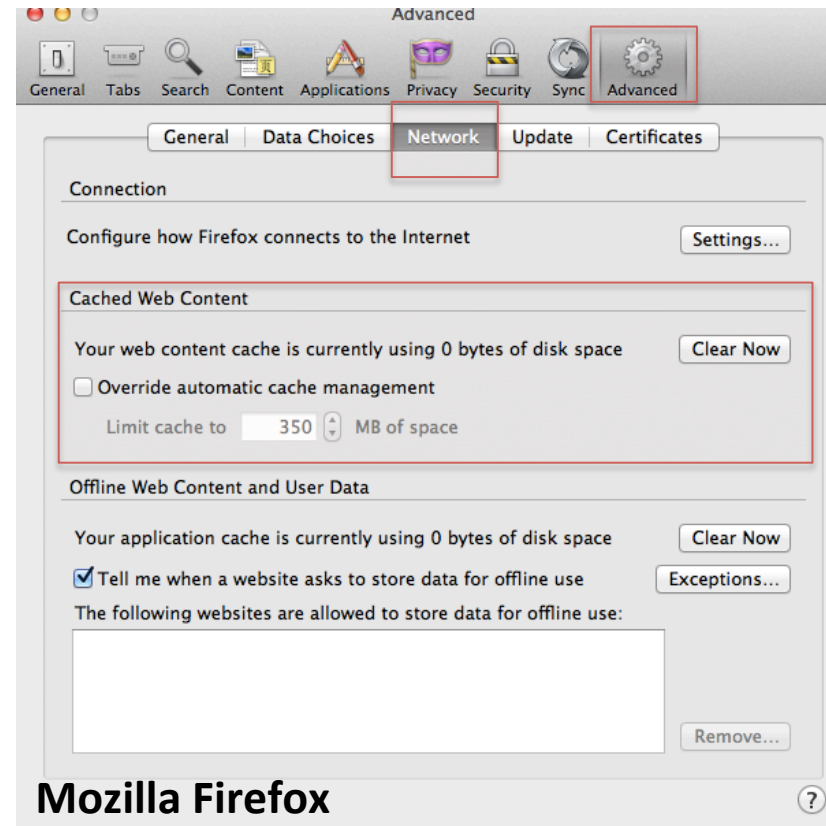 Advanced
General Tabs Search Content Applications Privacy Security Sync Advanced
General Data Choices Network Update Certificates
Connection
Configure how Firefox connects to the Internet Settings...
Cached Web Content
Your web content cache is currently using 0 bytes of disk space Clear Now
Override automatic cache management
Limit cache to 350 MB of space
Offline Web Content and User Data
Your application cache is currently using 0 bytes of disk space Clear Now
Tell me when a website asks to store data for offline use Exceptions...
The following websites are allowed to store data for offline use:
Remove...
Mozilla Firefox ?